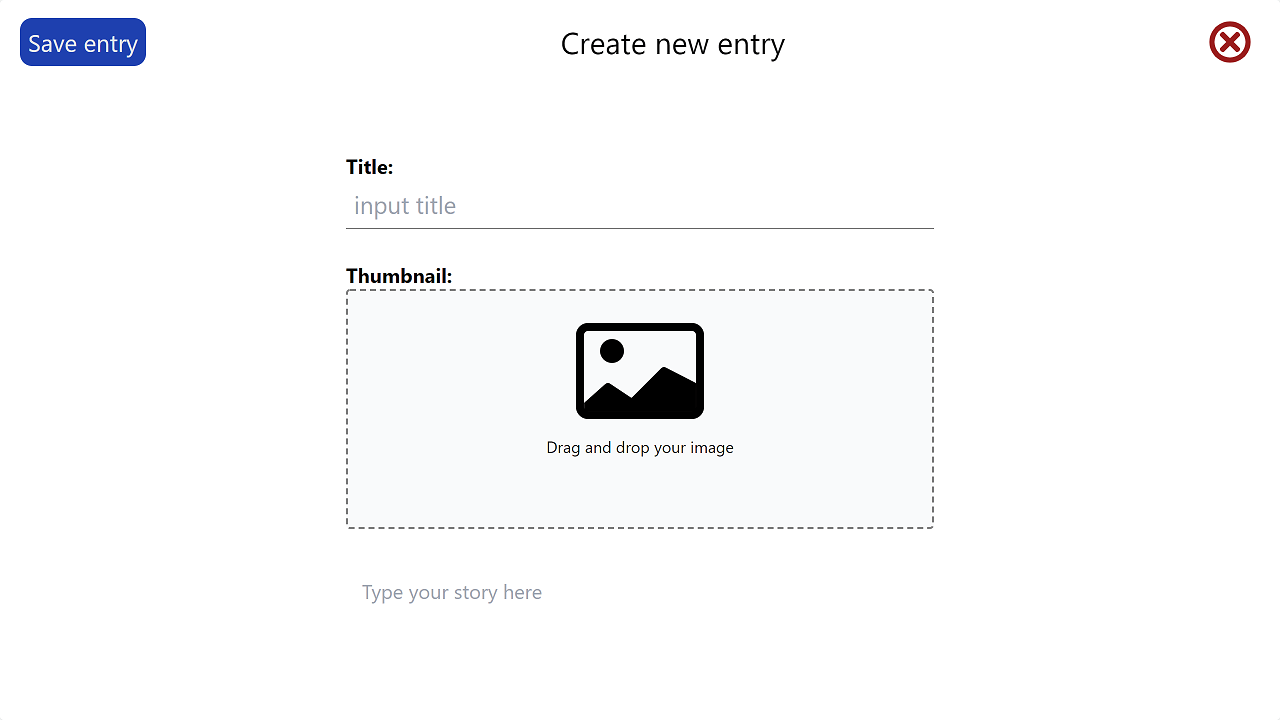 Save entry
Create new entry
Title:
input title
Thumbnail:
Drag and drop your image
Type your story here